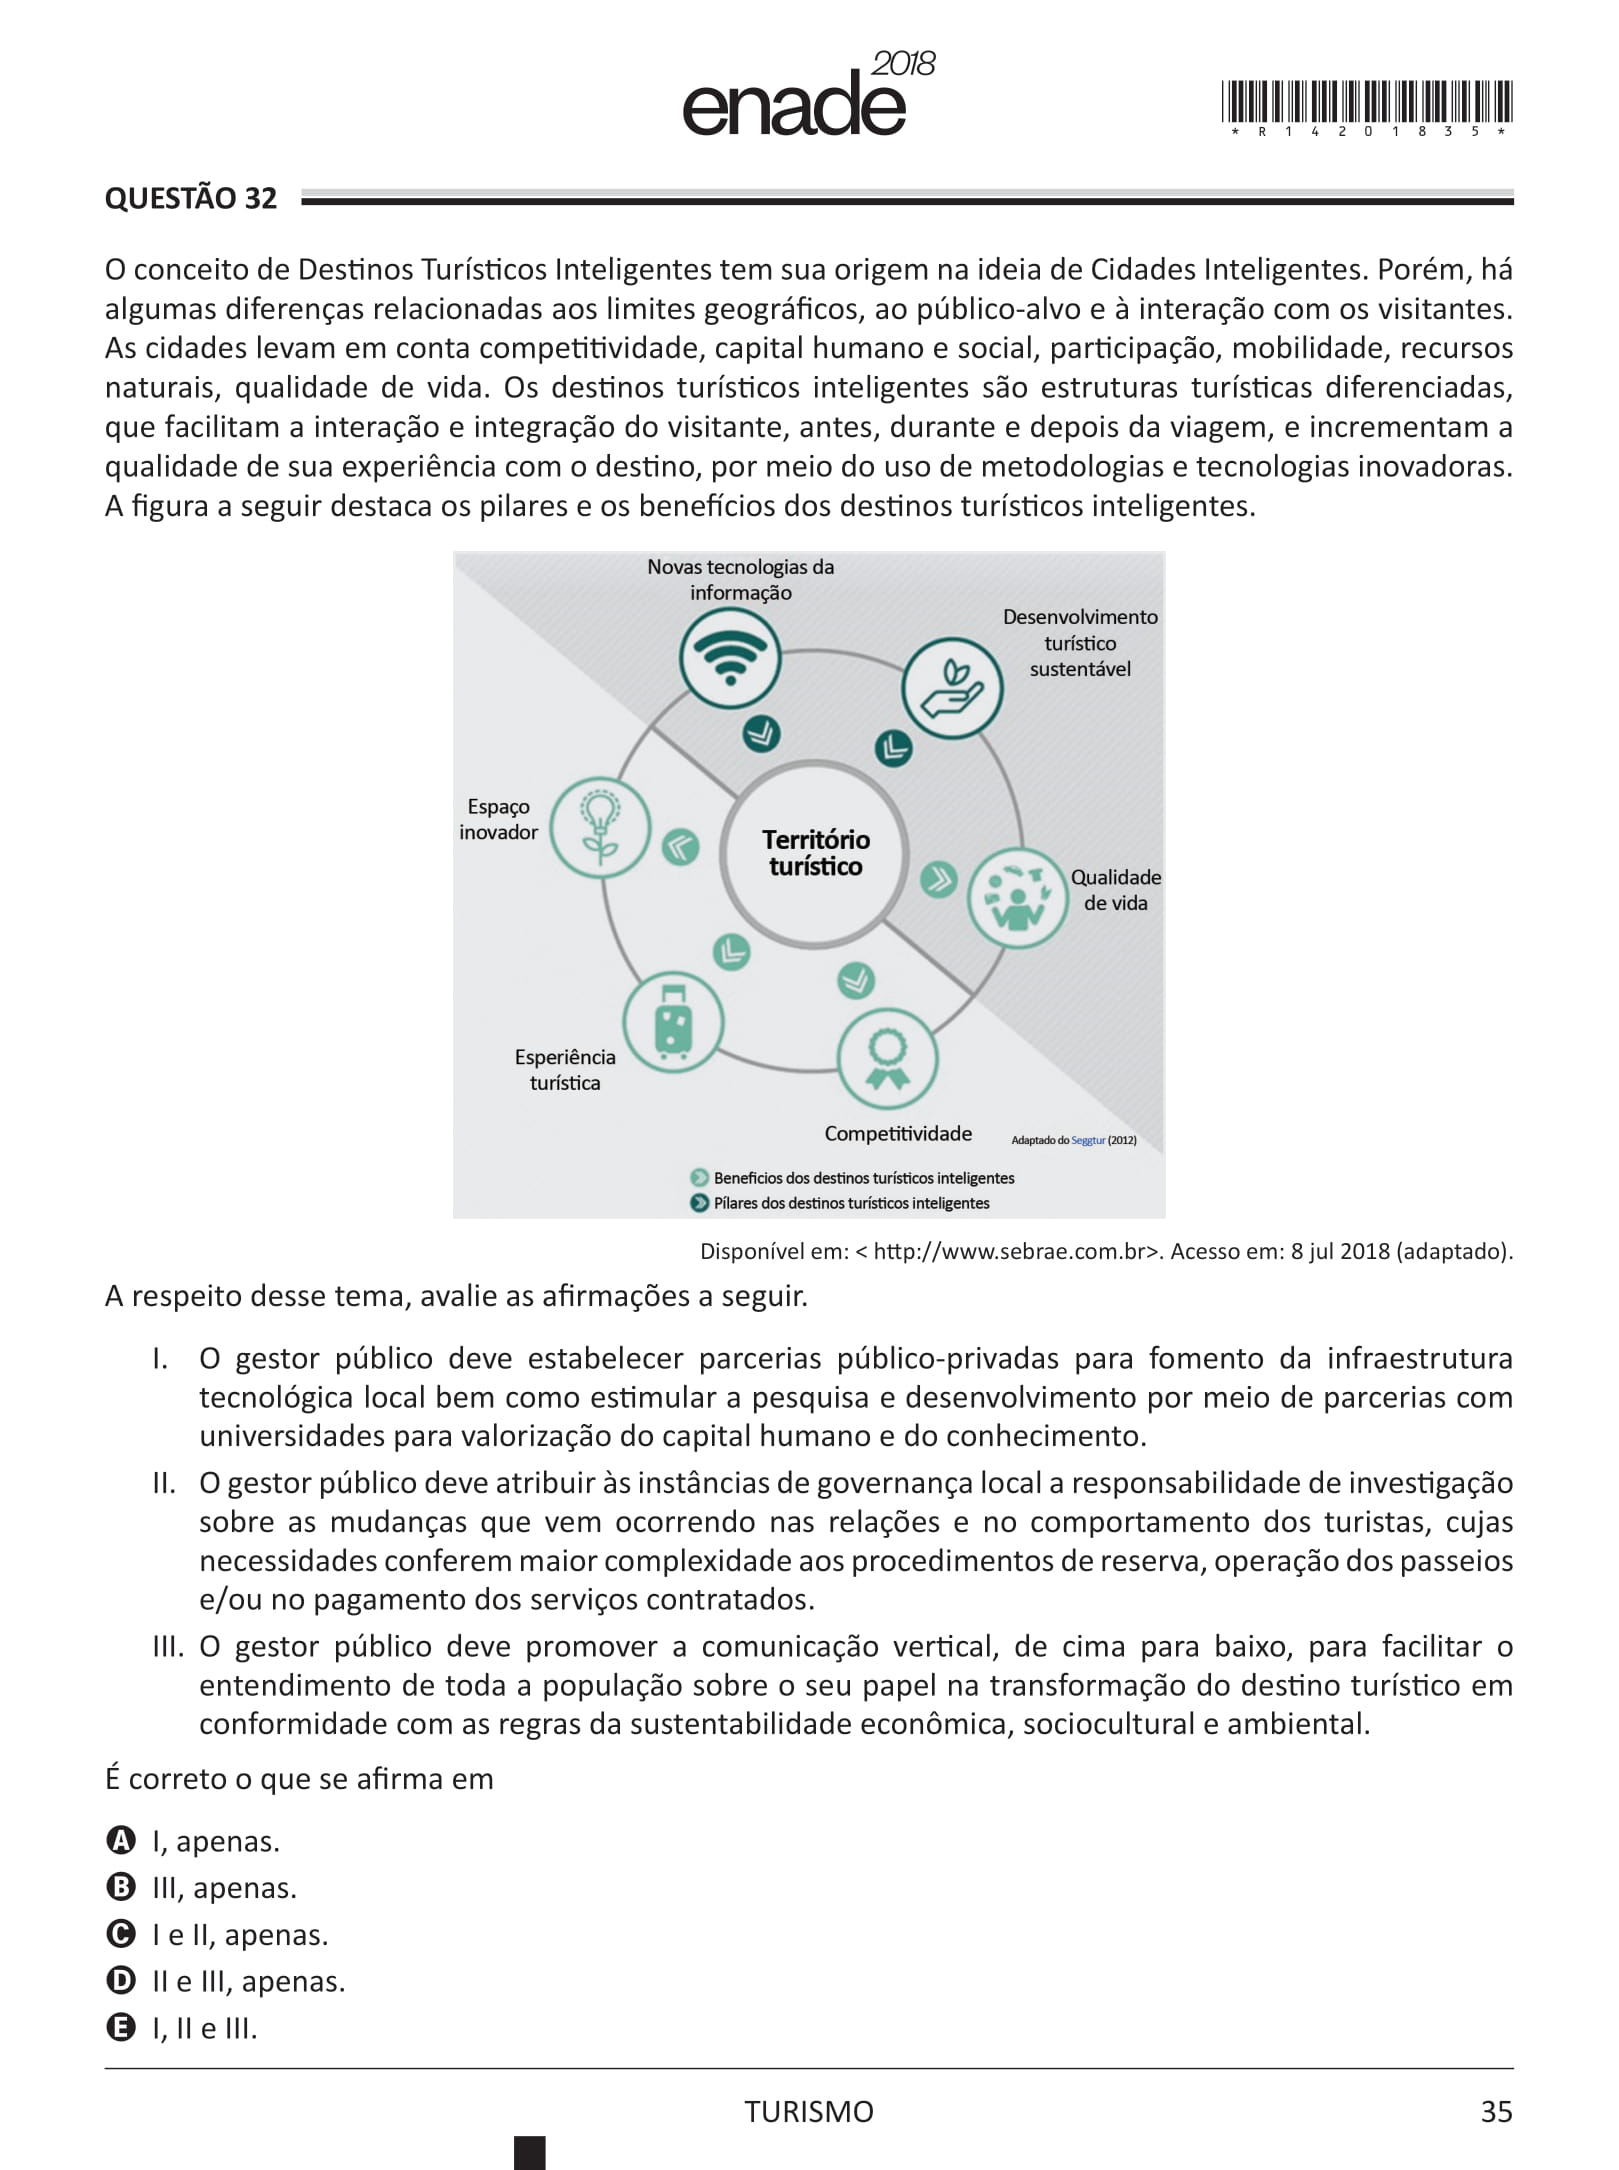 enade 2018
* R 1 4 2 0 1 8 3 5 *
QUESTÃO 32
O conceito de Destinos Turísticos Inteligentes tem sua origem na ideia de Cidades Inteligentes. Porém, há
algumas diferenças relacionadas aos limites geográficos, ao público-alvo e à interação com os visitantes.
As cidades levam em conta competitividade, capital humano e social, participação, mobilidade, recursos
naturais, qualidade de vida. Os destinos turísticos inteligentes são estruturas turísticas diferenciadas,
que facilitam a interação e integração do visitante, antes, durante e depois da viagem, e incrementam a
qualidade de sua experiência com o destino, por meio do uso de metodologias e tecnologias inovadoras.
A figura a seguir destaca os pilares e os benefícios dos destinos turísticos inteligentes.
Novas tecnologias da
informação
Desenvolvimento
turístico
sustentável
Espaço
inovador
Território
turístico
Qualidade
de vida
Esperiência
turística
Competitividade
Adaptado do Seggtur (2012)
Beneficios dos destinos turísticos inteligentes
Pílares dos destinos turísticos inteligentes
Disponível em: < http://www.sebrae.com.br>. Acesso em: 8 jul 2018 (adaptado).
A respeito desse tema, avalie as afirmações a seguir.
I. O gestor público deve estabelecer parcerias público-privadas para fomento da infraestrutura
tecnológica local bem como estimular a pesquisa e desenvolvimento por meio de parcerias com
universidades para valorização do capital humano e do conhecimento.
II. O gestor público deve atribuir às instâncias de governança local a responsabilidade de investigação
sobre as mudanças que vem ocorrendo nas relações e no comportamento dos turistas, cujas
necessidades conferem maior complexidade aos procedimentos de reserva, operação dos passeios
e/ou no pagamento dos serviços contratados.
III. O gestor público deve promover a comunicação vertical, de cima para baixo, para facilitar o
entendimento de toda a população sobre o seu papel na transformação do destino turístico em
conformidade com as regras da sustentabilidade econômica, sociocultural e ambiental.
É correto o que se afirma em
A I, apenas.
B III, apenas.
C I e II, apenas.
D II e III, apenas.
E I, II e III.
TURISMO
35